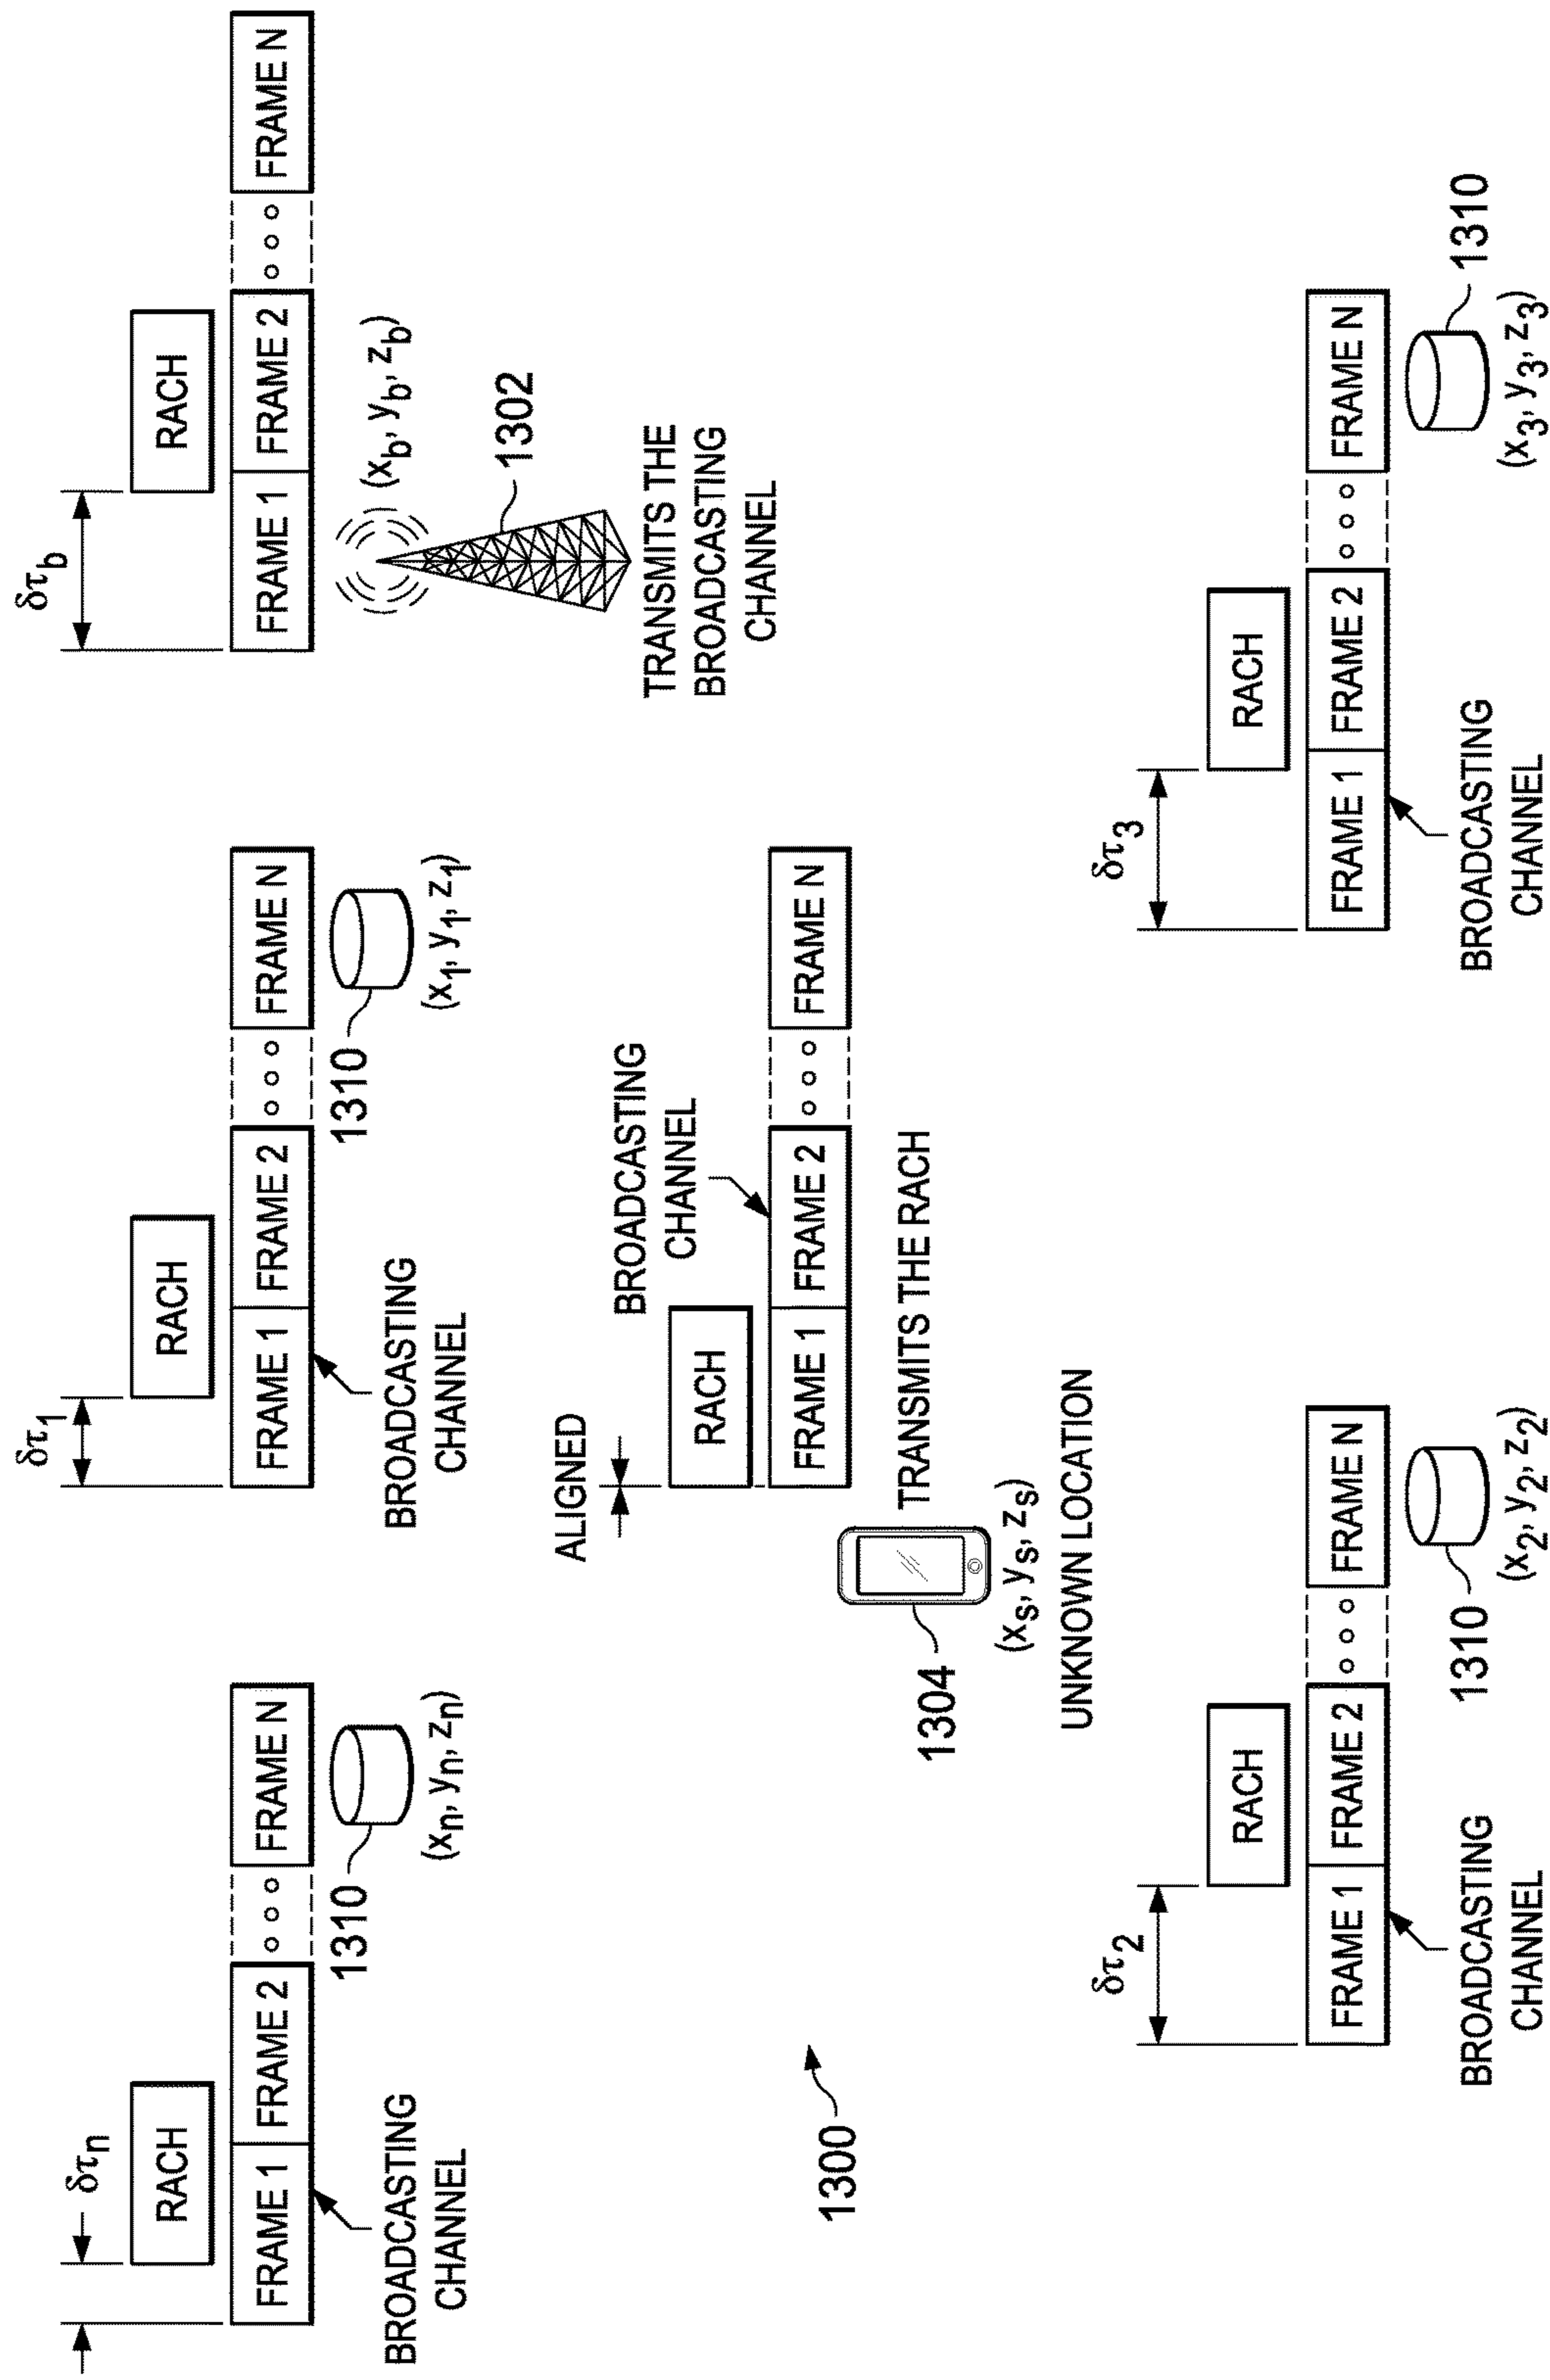 δτn
RACH
FRAME 1 FRAME 2 FRAME N
BROADCASTING
CHANNEL
1310
(xn, yn, zn)
δτ1
RACH
FRAME 1 FRAME 2 FRAME N
BROADCASTING
CHANNEL
1310
(x1, y1, z1)
δτb
RACH
FRAME 1 FRAME 2 FRAME N
(xb, yb, zb)
1302
TRANSMITS THE
BROADCASTING
CHANNEL
1300
ALIGNED
BROADCASTING
CHANNEL
RACH
FRAME 1 FRAME 2 FRAME N
TRANSMITS THE RACH
1304
(xs, ys, zs)
UNKNOWN LOCATION
δτ2
RACH
FRAME 1 FRAME 2 FRAME N
BROADCASTING
CHANNEL
1310
(x2, y2, z2)
δτ3
RACH
FRAME 1 FRAME 2 FRAME N
BROADCASTING
CHANNEL
1310
(x3, y3, z3)